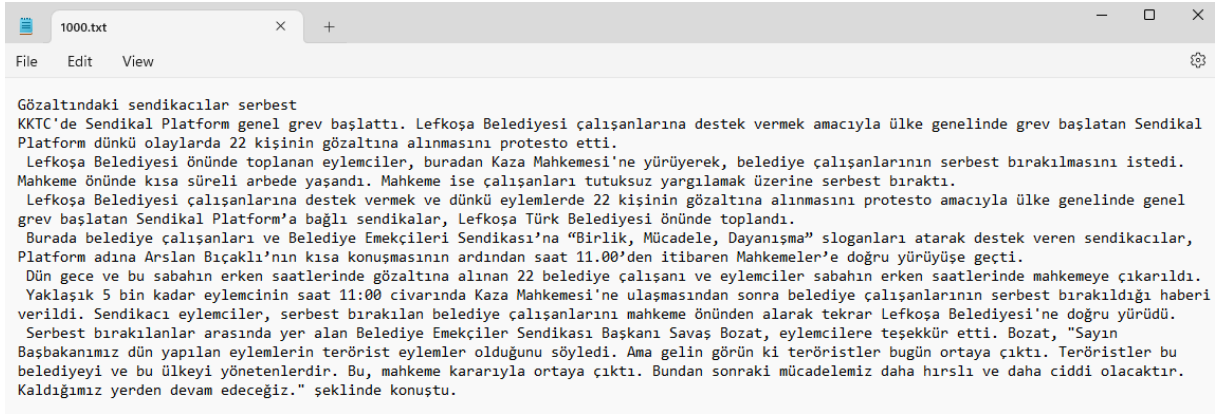 1000.txt
File Edit View
Gözaltındaki sendikacılar serbest
KKTC'de Sendikal Platform genel grev başlattı. Lefkoşa Belediyesi çalışanlarına destek vermek amacıyla ülke genelinde grev başlatan Sendikal
Platform dünkü olaylarda 22 kişinin gözaltına alınmasını protesto etti.
Lefkoşa Belediyesi önünde toplanan eylemciler, buradan Kaza Mahkemesi'ne yürüyerek, belediye çalışanlarının serbest bırakılmasını istedi.
Mahkeme önünde kısa süreli arbede yaşandı. Mahkeme ise çalışanları tutuksuz yargılamak üzerine serbest bıraktı.
Lefkoşa Belediyesi çalışanlarına destek vermek ve dünkü eylemlerde 22 kişinin gözaltına alınmasını protesto amacıyla ülke genelinde genel
grev başlatan Sendikal Platform’a bağlı sendikalar, Lefkoşa Türk Belediyesi önünde toplandı.
Burada belediye çalışanları ve Belediye Emekçileri Sendikası’na “Birlik, Mücadele, Dayanışma” sloganları atarak destek veren sendikacılar,
Platform adına Arslan Bıçaklı’nın kısa konuşmasının ardından saat 11.00’den itibaren Mahkemeler’e doğru yürüyüşe geçti.
Dün gece ve bu sabahın erken saatlerinde gözaltına alınan 22 belediye çalışanı ve eylemciler sabahın erken saatlerinde mahkemeye çıkarıldı.
Yaklaşık 5 bin kadar eylemcinin saat 11:00 civarında Kaza Mahkemesi'ne ulaşmasından sonra belediye çalışanlarının serbest bırakıldığı haberi
verildi. Sendikacı eylemciler, serbest bırakılan belediye çalışanlarını mahkeme önünden alarak tekrar Lefkoşa Belediyesi'ne doğru yürüdü.
Serbest bırakılanlar arasında yer alan Belediye Emekçiler Sendikası Başkanı Savaş Bozat, eylemcilere teşekkür etti. Bozat, "Sayın
Başbakanımız dün yapılan eylemlerin terörist eylemler olduğunu söyledi. Ama gelin görün ki teröristler bugün ortaya çıktı. Teröristler bu
belediyeyi ve bu ülkeyi yönetenlerdir. Bu, mahkeme kararıyla ortaya çıktı. Bundan sonraki mücadelemiz daha hırslı ve daha ciddi olacaktır.
Kaldığımız yerden devam edeceğiz." şeklinde konuştu.